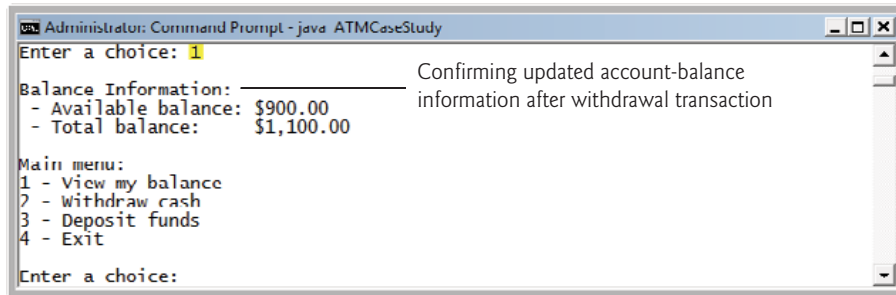 Administrator: Command Prompt - java ATMCaseStudy
Enter a choice: 1
Balance Information:
- Available balance: $900.00
- Total balance: $1,100.00
Confirming updated account-balance
information after withdrawal transaction
Main menu:
1 - View my balance
2 - Withdraw cash
3 - Deposit funds
4 - Exit
Enter a choice: